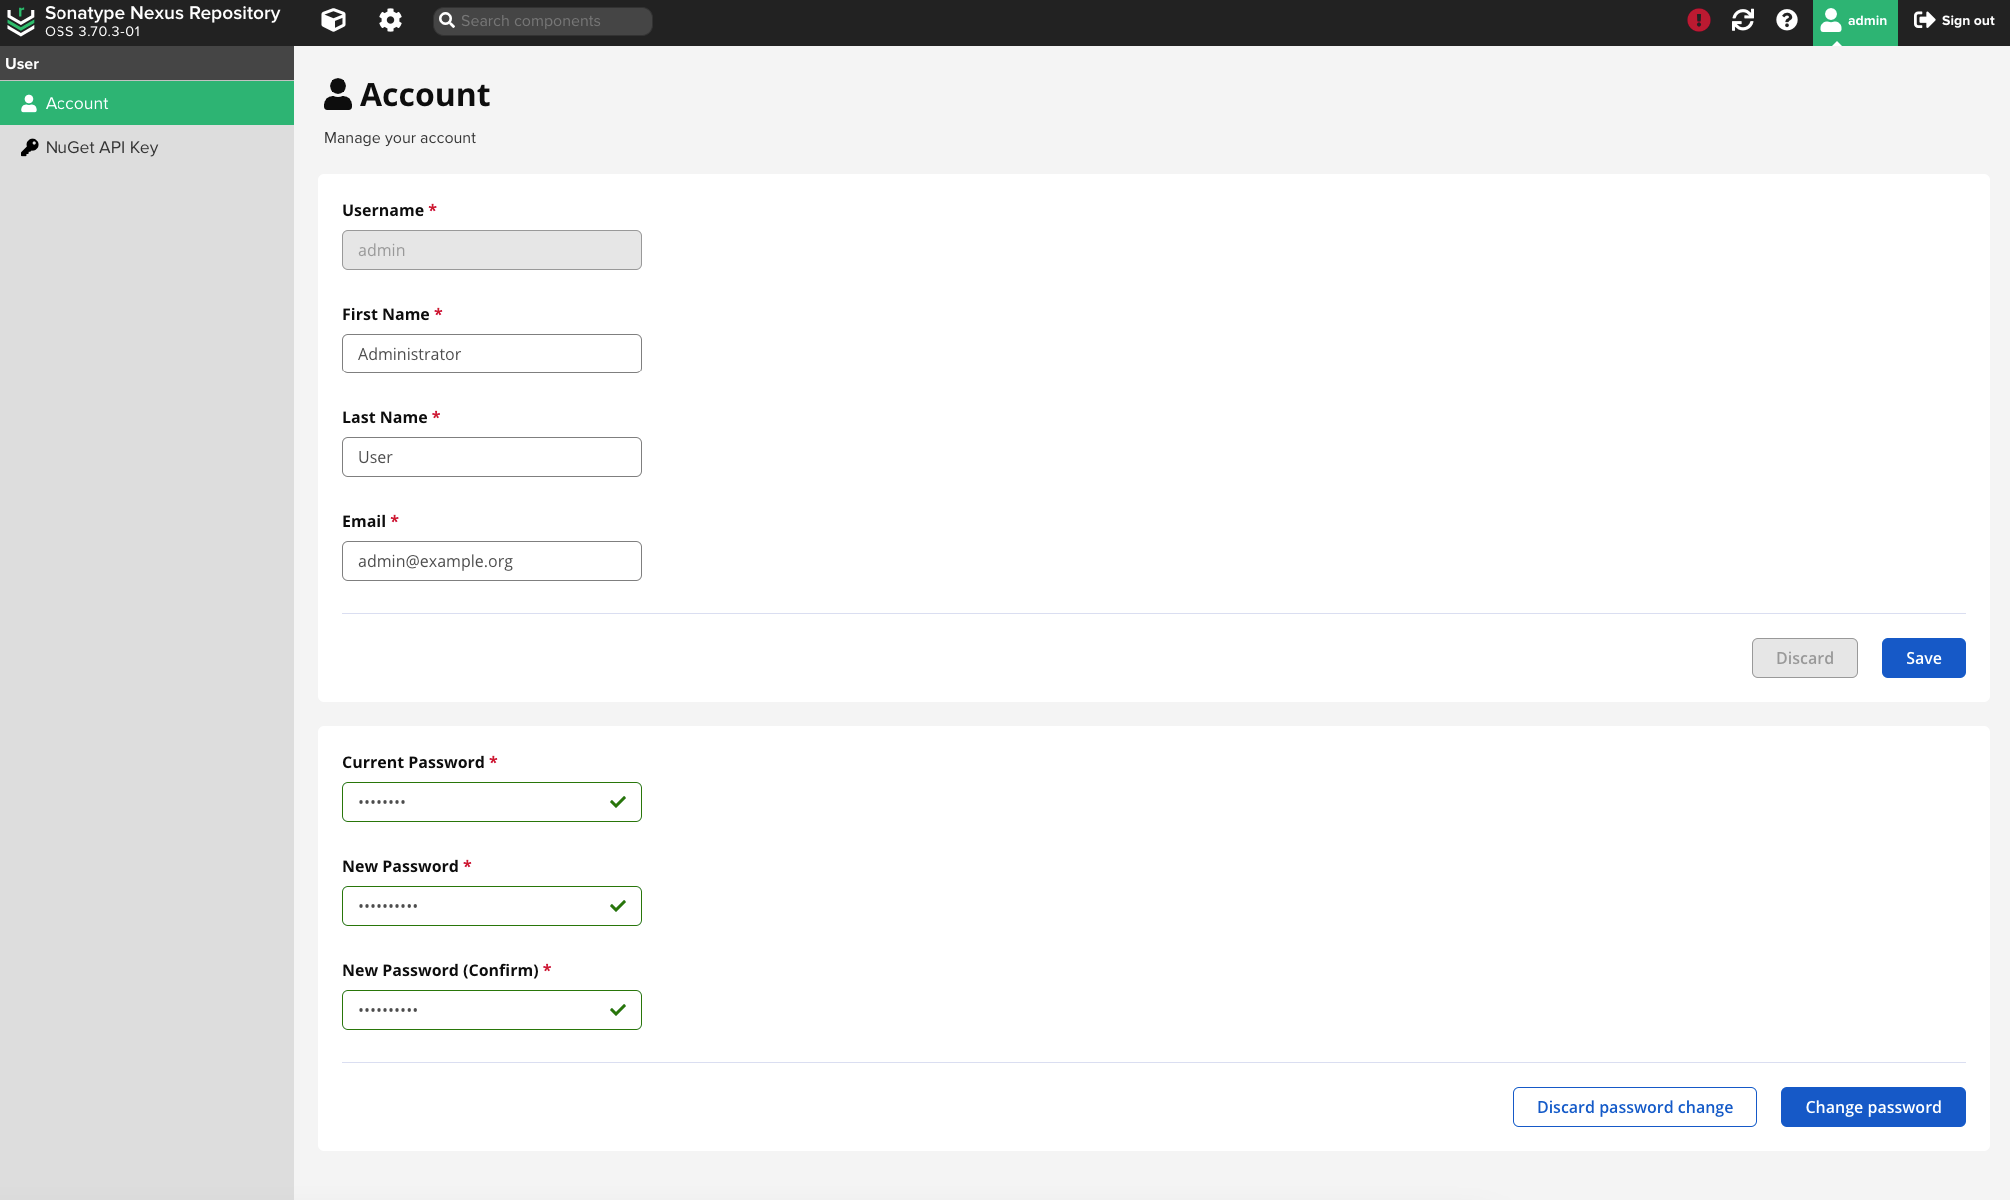 Sonatype Nexus Repository
OSS 3.70.3-01
Search components
admin
Sign out
User
Account
NuGet API Key
Account
Manage your account
Username *
admin
First Name *
Administrator
Last Name *
User
Email *
admin@example.org
Discard
Save
Current Password *
••••••••
New Password *
••••••••••
New Password (Confirm) *
••••••••••
Discard password change
Change password